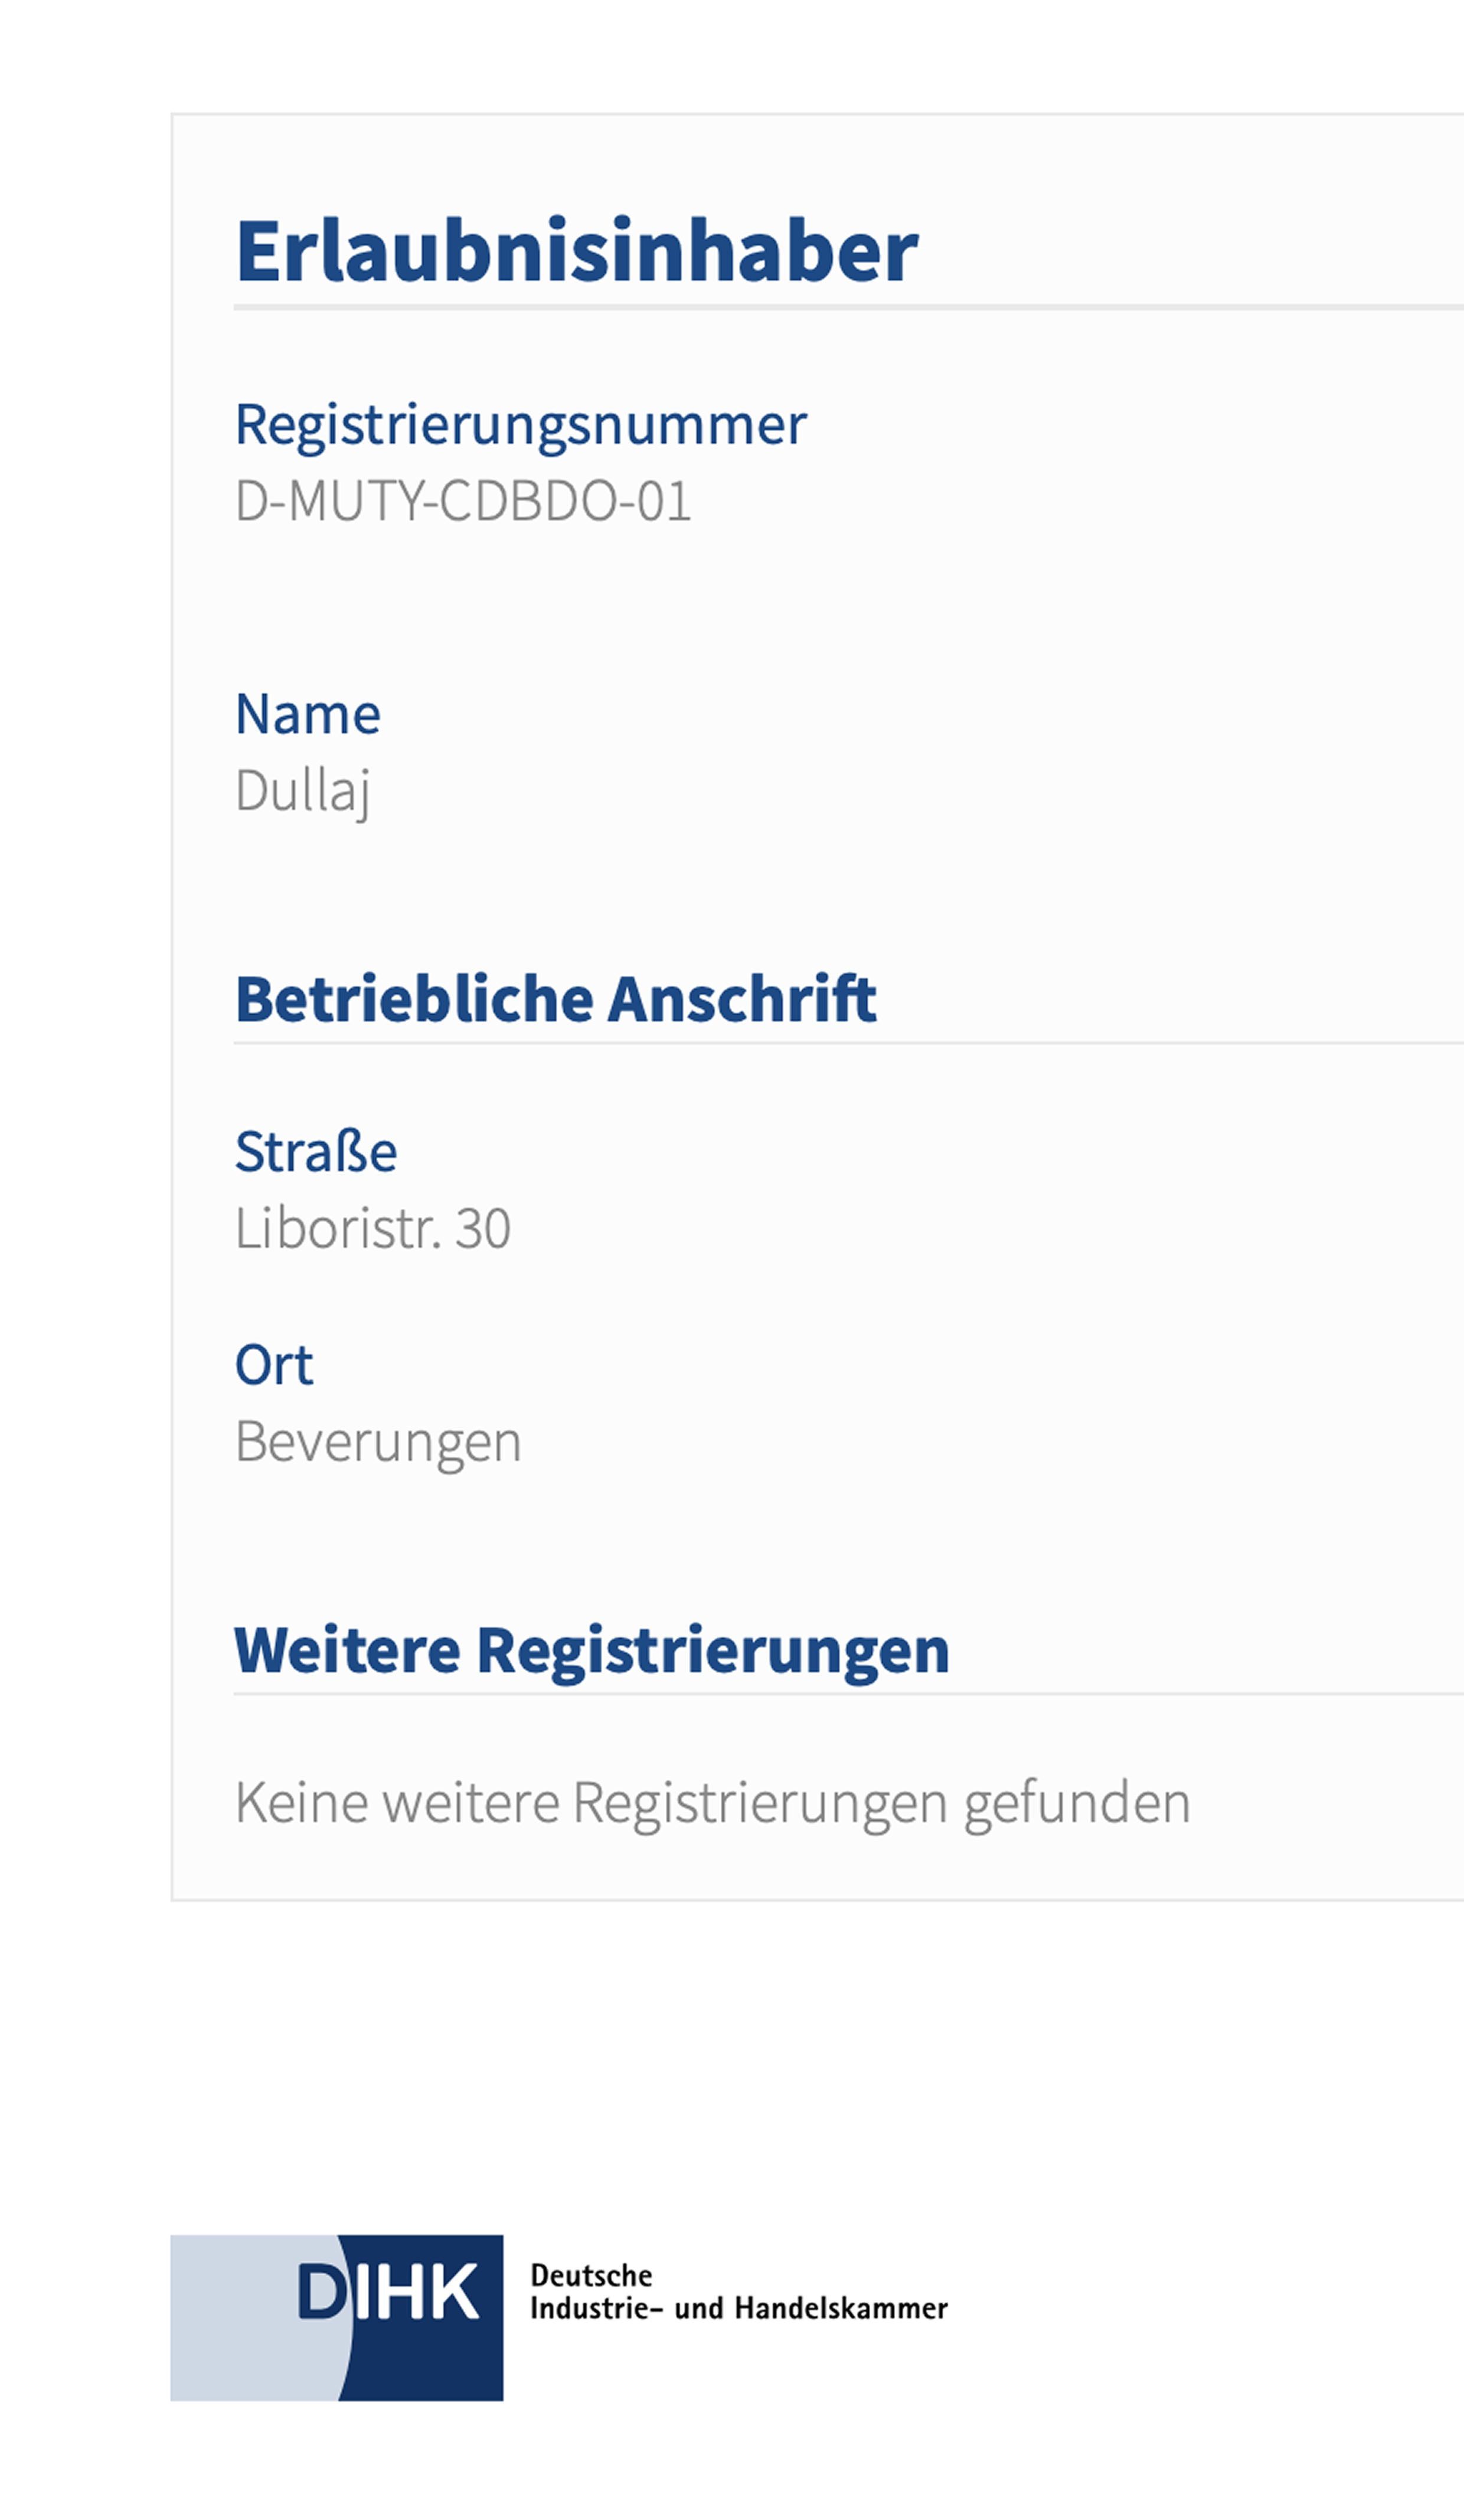 Erlaubnisinhaber
Registrierungsnummer
D-MUTY-CDBDO-01
Name
Dullaj
Betriebliche Anschrift
Straße
Liboristr. 30
Ort
Beverungen
Weitere Registrierungen
Keine weitere Registrierungen gefunden
DIHK
Deutsche
Industrie- und Handelskammer